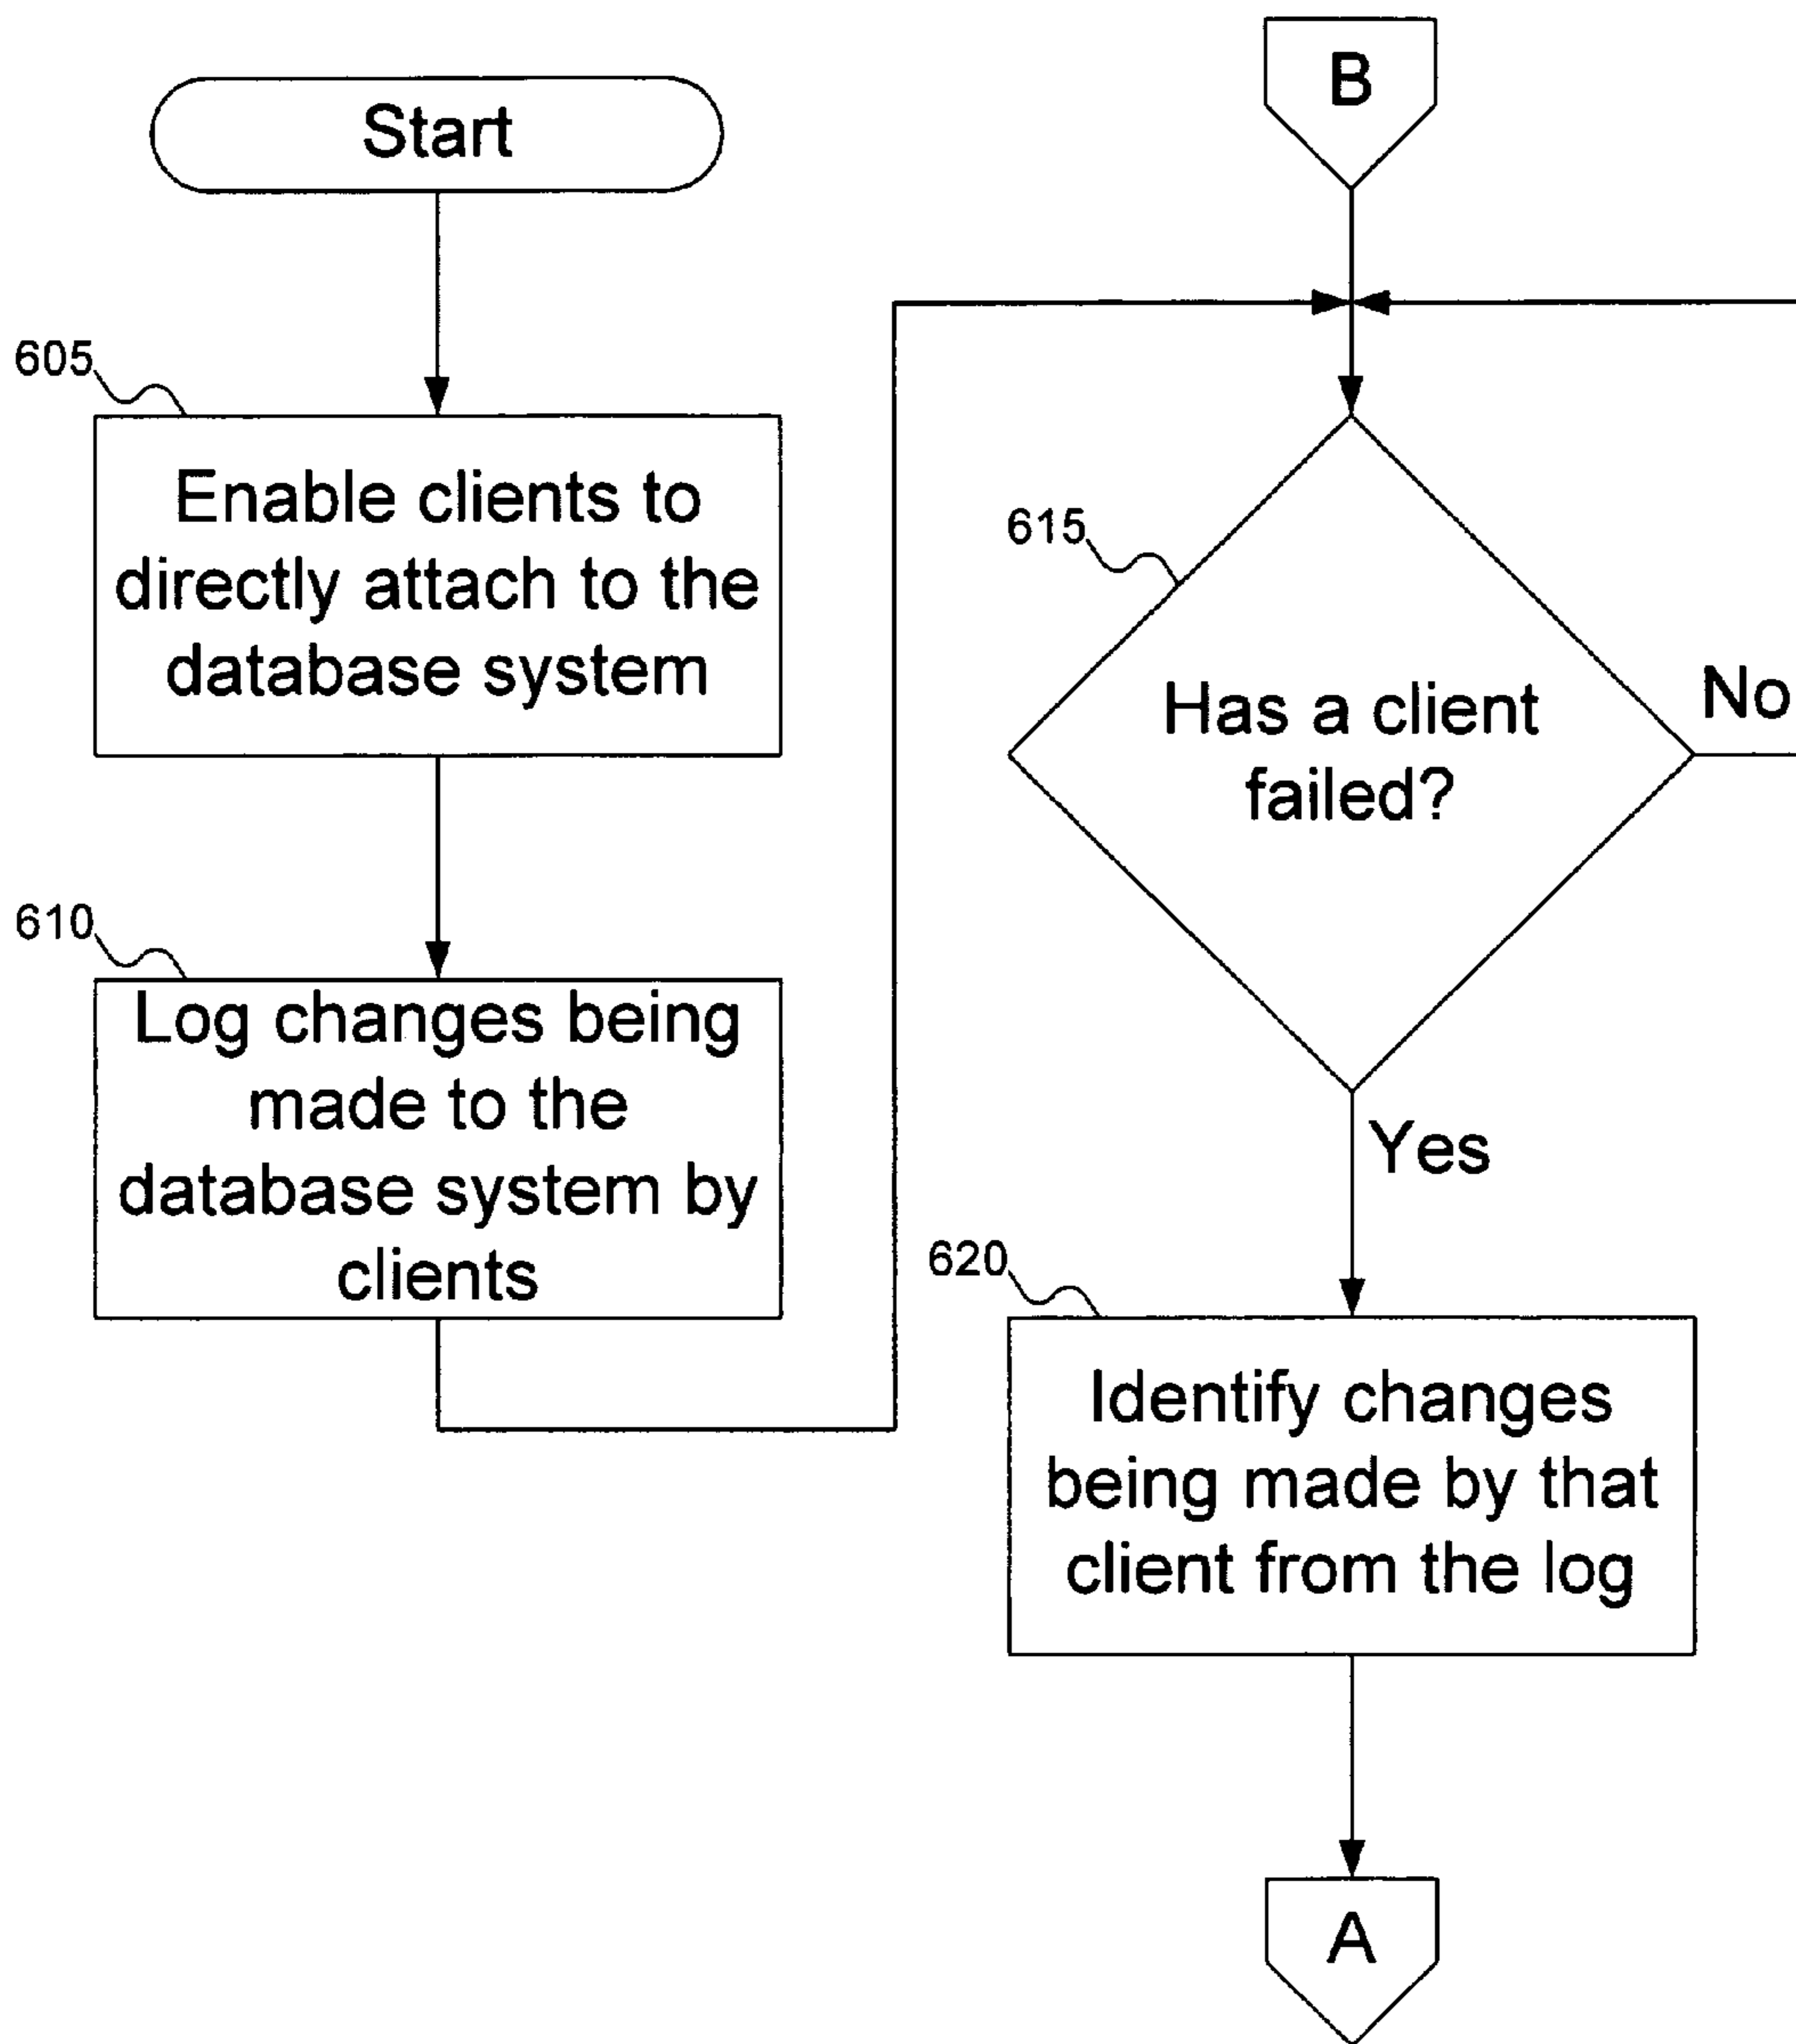 Start
605
Enable clients to
directly attach to the
database system
610
Log changes being
made to the
database system by
clients
B
615
Has a client
failed?
No
Yes
620
Identify changes
being made by that
client from the log
A